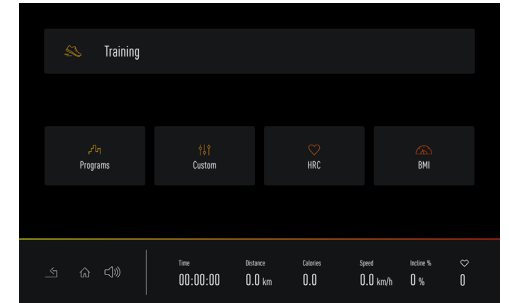 Training
Programs Custom HRC BMI
Time Distance Calories Speed Incline %
00:00:00 0.0 km 0.0 0.0 km/h 0 % 0